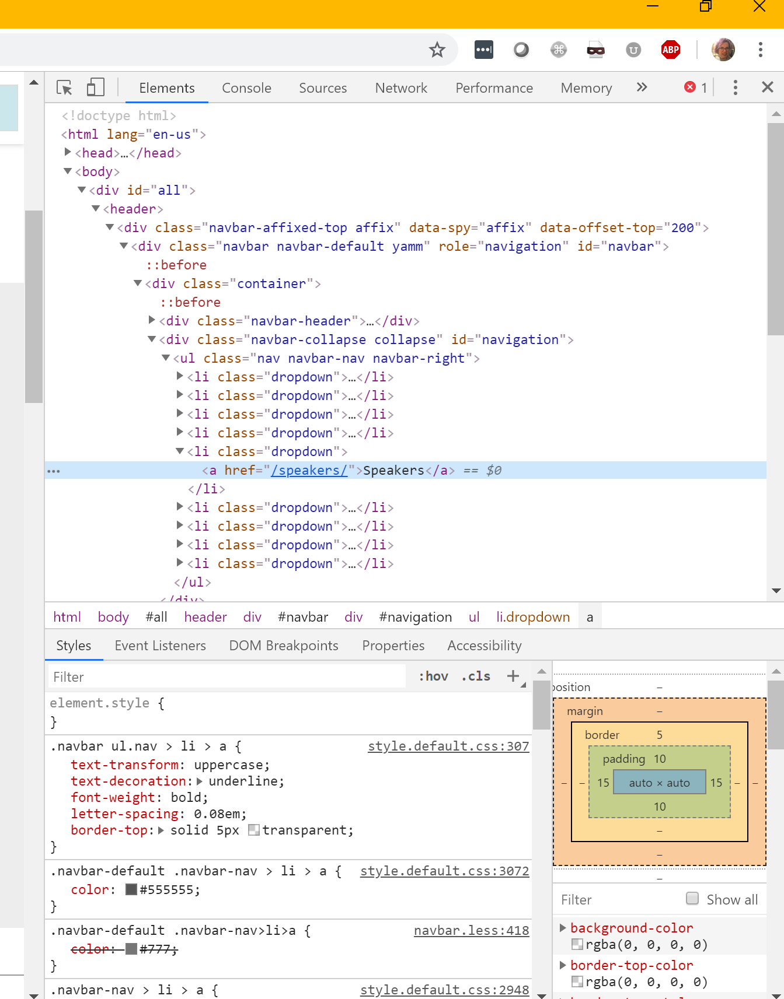 ABP
Elements Console Sources Network Performance Memory » 1
<!doctype html>
<html lang="en-us">
<head>…</head>
<body>
<div id="all">
<header>
<div class="navbar-affixed-top affix" data-spy="affix" data-offset-top="200">
<div class="navbar navbar-default yamm" role="navigation" id="navbar">
::before
<div class="container">
::before
<div class="navbar-header">…</div>
<div class="navbar-collapse collapse" id="navigation">
<ul class="nav navbar-nav navbar-right">
<li class="dropdown">…</li>
<li class="dropdown">…</li>
<li class="dropdown">…</li>
<li class="dropdown">…</li>
<li class="dropdown">
… <a href="/speakers/">Speakers</a> == $0
</li>
<li class="dropdown">…</li>
<li class="dropdown">…</li>
<li class="dropdown">…</li>
<li class="dropdown">…</li>
</ul>
</div>
html body #all header div #navbar div #navigation ul li.dropdown a
Styles Event Listeners DOM Breakpoints Properties Accessibility
Filter :hov .cls +
element.style {
}
.navbar ul.nav > li > a { style.default.css:307
text-transform: uppercase;
text-decoration: underline;
font-weight: bold;
letter-spacing: 0.08em;
border-top: solid 5px transparent;
}
.navbar-default .navbar-nav > li > a { style.default.css:3072
color: #555555;
}
.navbar-default .navbar-nav>li>a { navbar.less:418
color: #777;
}
.navbar-nav > li > a { style.default.css:2948
position –
margin –
border 5
padding 10
– – 15 auto × auto 15 – –
10
–
–
–
Filter Show all
background-color
rgba(0, 0, 0, 0)
border-top-color
rgba(0, 0, 0, 0)